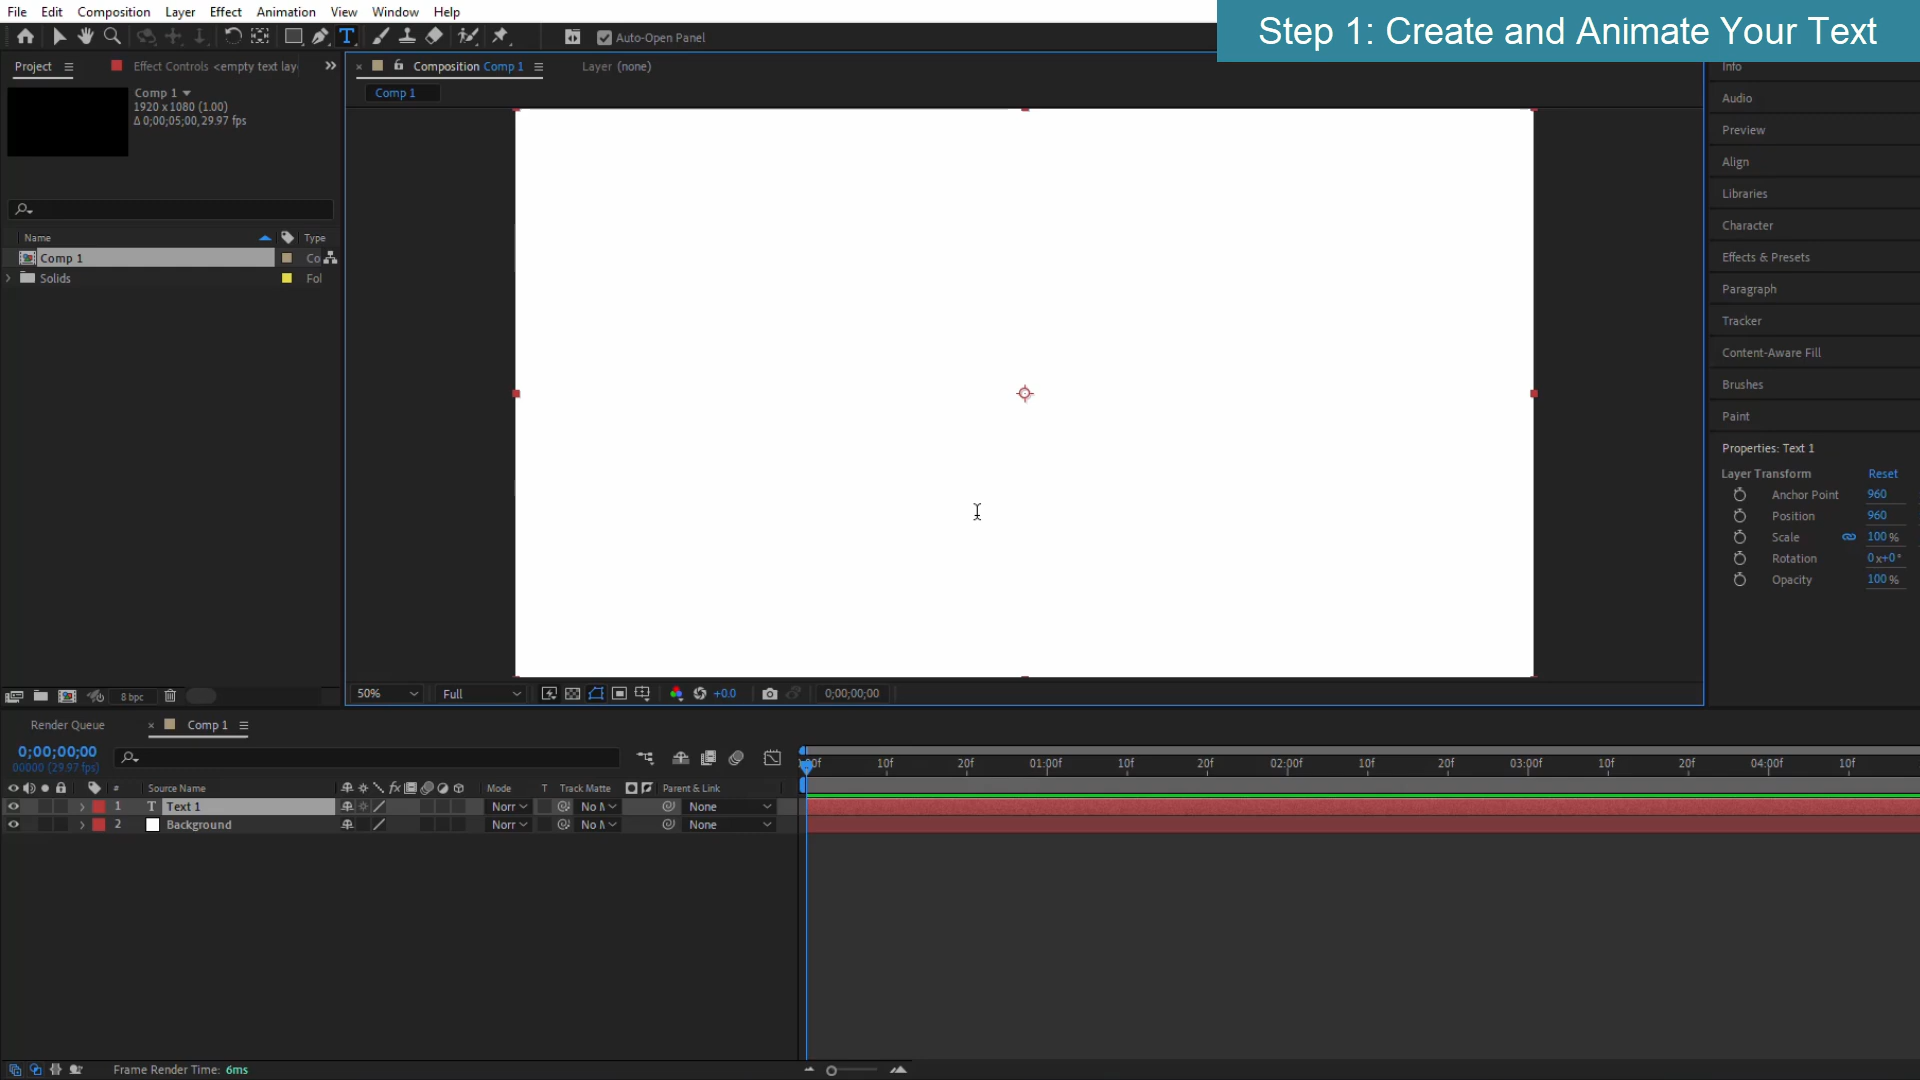 File Edit Composition Layer Effect Animation View Window Help
Step 1: Create and Animate Your Text
T Auto-Open Panel
Project Effect Controls <empty text lay Composition Comp 1 Layer (none)
Comp 1
Comp 1
1920 x 1080 (1.00)
Δ 0;00;05;00, 29.97 fps
Name Type
Comp 1 Co
Solids Fol
Info
Audio
Preview
Align
Libraries
Character
Effects & Presets
Paragraph
Tracker
Content-Aware Fill
Brushes
Paint
Properties: Text 1
Layer Transform Reset
Anchor Point 960
Position 960
Scale 100 %
Rotation 0x+0°
Opacity 100 %
8 bpc
50% Full +0.0 0;00;00;00
Render Queue Comp 1
0;00;00;00
00000 (29.97 fps)
:00f 10f 20f 01:00f 10f 20f 02:00f 10f 20f 03:00f 10f 20f 04:00f 10f
# Source Name fx Mode T Track Matte Parent & Link
1 T Text 1 Norr No M None
2 Background Norr No M None
Frame Render Time: 6ms